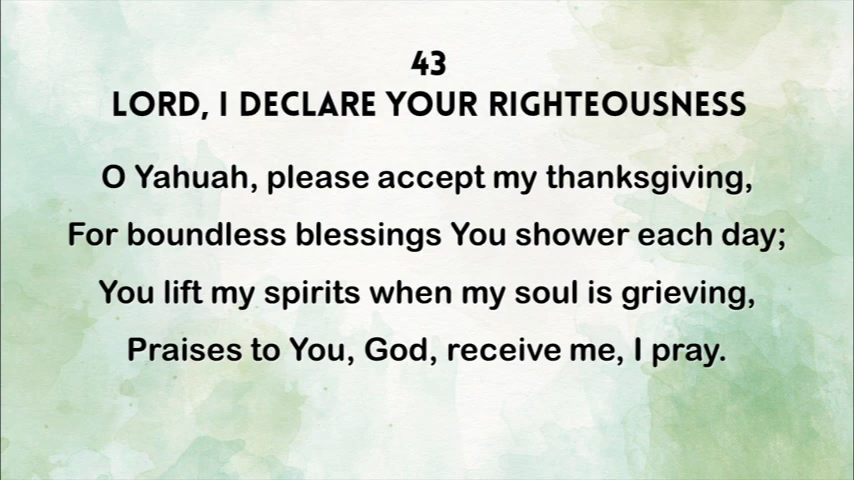 43
LORD, I DECLARE YOUR RIGHTEOUSNESS
O Yahuah, please accept my thanksgiving,
For boundless blessings You shower each day;
You lift my spirits when my soul is grieving,
Praises to You, God, receive me, I pray.